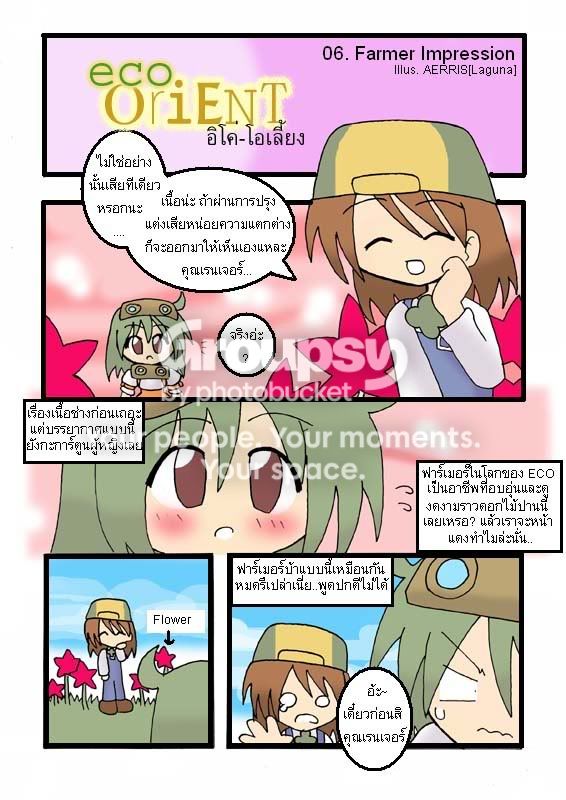 06. Farmer Impression
Illus. AERRIS[Laguna]
eco
OriENT
อิโค่-โอเลี้ยง
ไม่ใช่อย่าง
นั้นเสียทีเดียว
หรอกนะ
....
เนื้อน่ะ ถ้าผ่านการปรุง
แต่งเสียหน่อยความแตกต่าง
ก็จะออกมาให้เห็นเองแหละ
คุณเรนเจอร์...
จริงอ่ะ
?
Groupsy
by photobucket
Your people. Your moments.
Your space.
เรื่องเนื้อช่างก่อนเถอะ
แต่บรรยากาศแบบนี้
ยังกะการ์ตูนผู้หญิงเลย
ฟาร์เมอร์ในโลกของ ECO
เป็นอาชีพที่อบอุ่นและดู
งดงามราวดอกไม้ปานนี้
เลยเหรอ? แล้วเราจะหน้า
แดงทำไมล่ะนั่น..
Flower
ฟาร์เมอร์บ้าแบบนี้เหมือนกัน
หมดรึเปล่าเนี่ย..พูดปกติไม่ได้
อ้ะ~
เดี๋ยวก่อนสิ
คุณเรนเจอร์